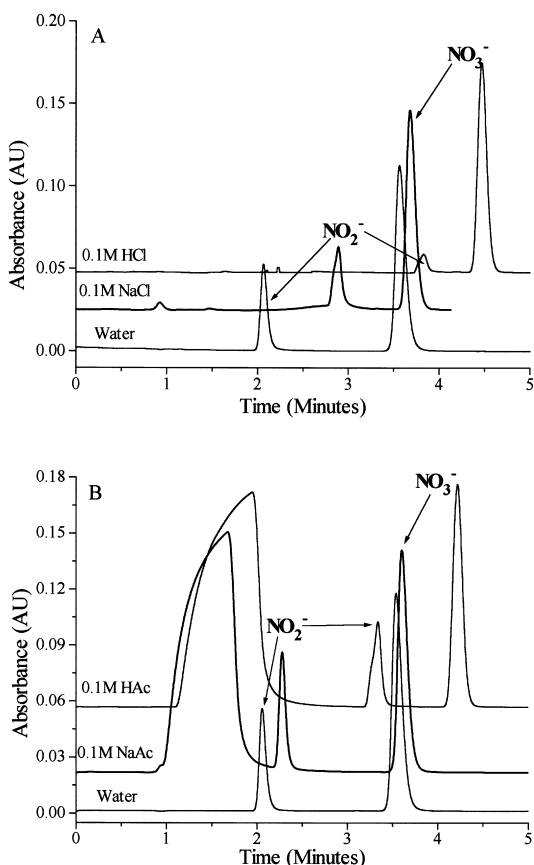 A
NO₃⁻
NO₂⁻
0.1M HCl
0.1M NaCl
Water
Absorbance (AU)
0.20
0.15
0.10
0.05
0.00
0 1 2 3 4 5
Time (Minutes)
B
NO₃⁻
NO₂⁻
0.1M HAc
0.1M NaAc
Water
Absorbance (AU)
0.18
0.15
0.12
0.09
0.06
0.03
0.00
0 1 2 3 4 5
Time (Minutes)